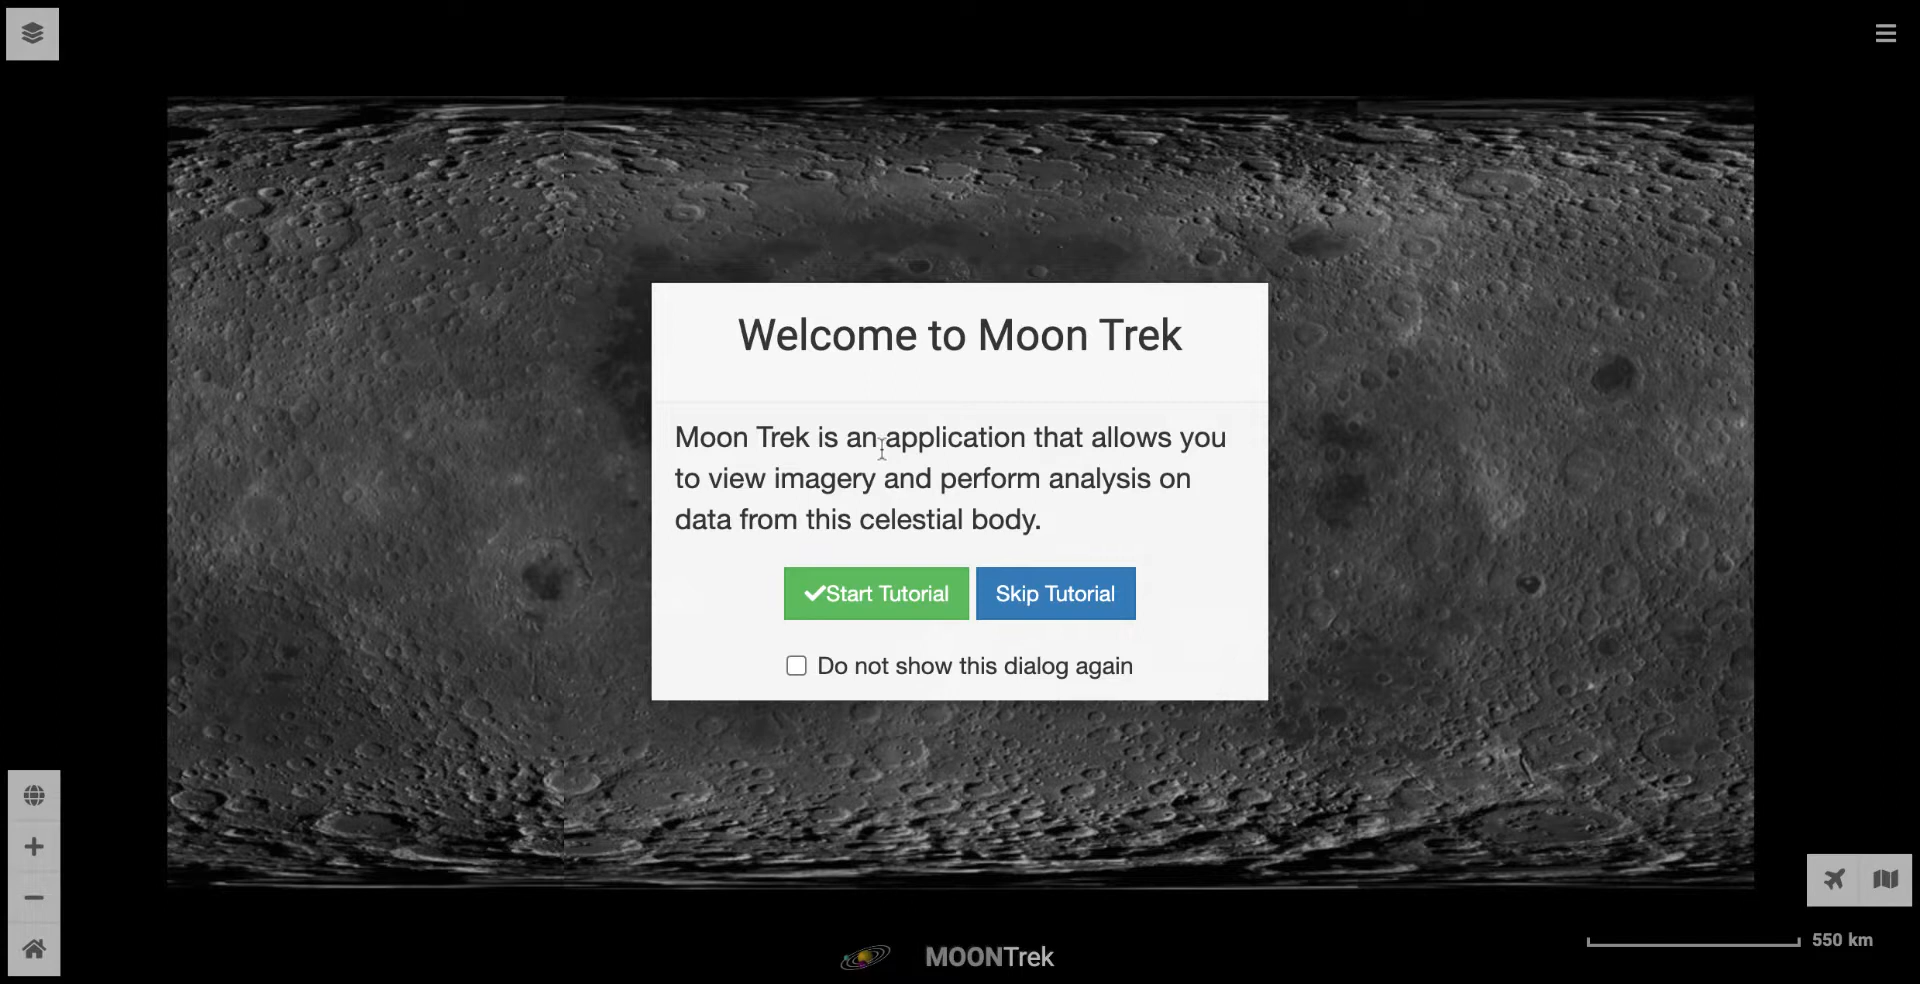 Welcome to Moon Trek
Moon Trek is an application that allows you
to view imagery and perform analysis on
data from this celestial body.
Start Tutorial
Skip Tutorial
Do not show this dialog again
MOONTrek
550 km